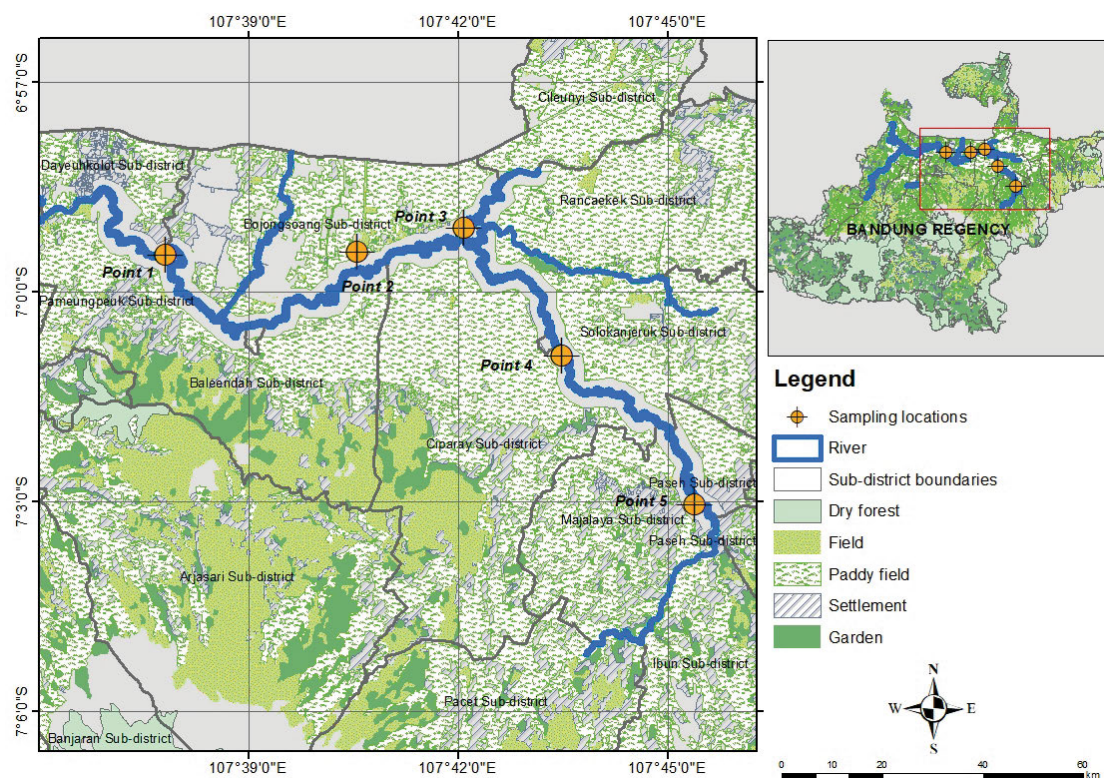 107°39'0"E
107°42'0"E
107°45'0"E
6°57'0"S
7°0'0"S
7°3'0"S
7°6'0"S
Cileunyi Sub-district
Dayeuhkolot Sub-district
Rancaekek Sub-district
Point 3
Bojongsoang Sub-district
Point 1
Point 2
Pameungpeuk Sub-district
Solokanjeruk Sub-district
Point 4
Baleendah Sub-district
Ciparay Sub-district
Paseh Sub-district
Point 5
Majalaya Sub-district
Paseh Sub-district
Arjasari Sub-district
Ibun Sub-district
Pacet Sub-district
Banjaran Sub-district
107°39'0"E
107°42'0"E
107°45'0"E
BANDUNG REGENCY
Legend
Sampling locations
River
Sub-district boundaries
Dry forest
Field
Paddy field
Settlement
Garden
N
W E
S
0 10 20 40 60
km